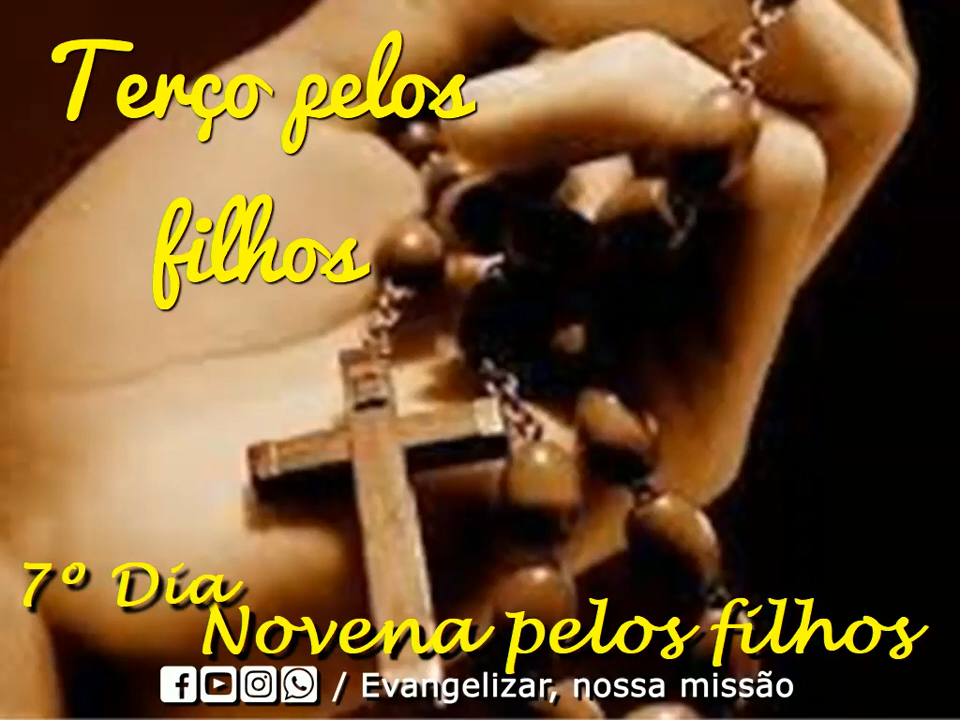 Terço pelos
filhos
7º Dia
Novena pelos filhos
/ Evangelizar, nossa missão